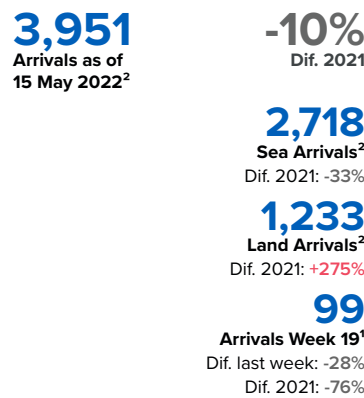 3,951
Arrivals as of
15 May 2022²
-10%
Dif. 2021
2,718
Sea Arrivals²
Dif. 2021: -33%
1,233
Land Arrivals²
Dif. 2021: +275%
99
Arrivals Week 19¹
Dif. last week: -28%
Dif. 2021: -76%